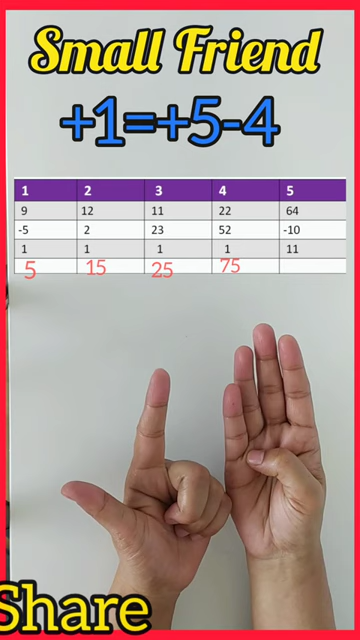 Small Friend
+1=+5-4
1 2 3 4 5
9 12 11 22 64
-5 2 23 52 -10
1 1 1 1 11
5 15 25 75
Share